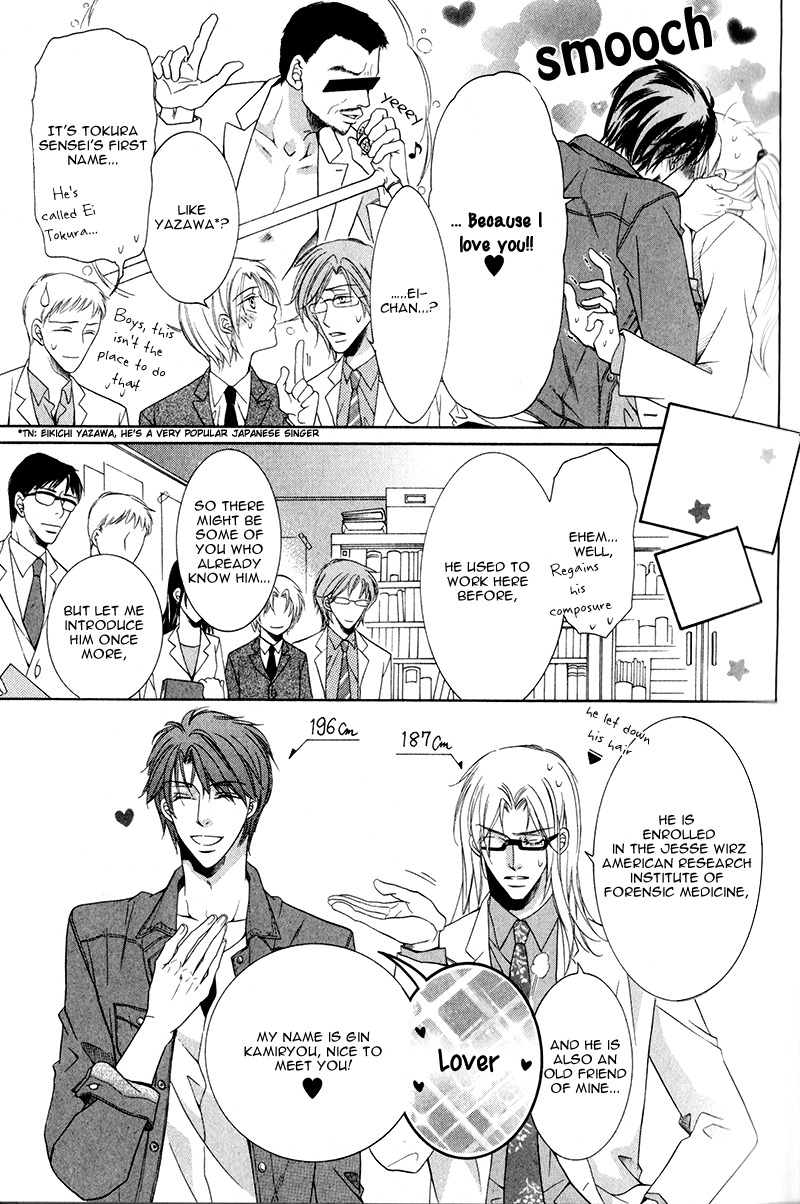 smooch
... Because I
love you!!
yeeey
.....EI-
CHAN...?
LIKE
YAZAWA*?
IT'S TOKURA
SENSEI'S FIRST
NAME...
He's
called Ei
Tokura...
Boys, this
isn't the
place to do
that
*TN: EIKICHI YAZAWA, HE'S A VERY POPULAR JAPANESE SINGER
EHEM...
WELL,
Regains
his
composure
HE USED TO
WORK HERE
BEFORE,
SO THERE
MIGHT BE
SOME OF
YOU WHO
ALREADY
KNOW HIM...
BUT LET ME
INTRODUCE
HIM ONCE
MORE,
he let down
his hair
187cm
196cm
HE IS
ENROLLED
IN THE JESSE WIRZ
AMERICAN RESEARCH
INSTITUTE OF
FORENSIC MEDICINE,
AND HE IS
ALSO AN
OLD FRIEND
OF MINE...
Lover
MY NAME IS GIN
KAMIRYOU, NICE TO
MEET YOU!